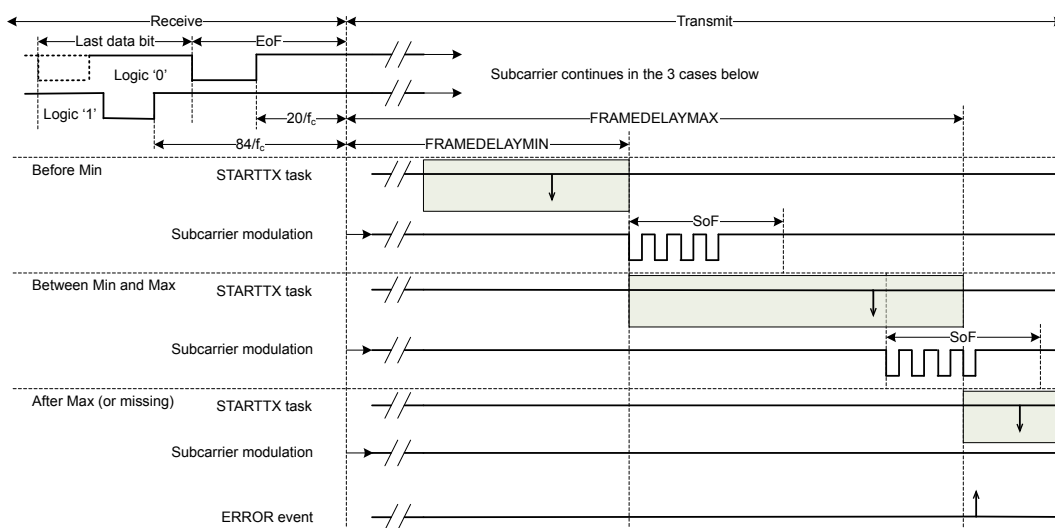 Receive
Transmit
Last data bit
EoF
Logic ‘0’
Subcarrier continues in the 3 cases below
Logic ‘1’
20/fc
FRAMEDELAYMAX
84/fc
FRAMEDELAYMIN
Before Min
STARTTX task
SoF
Subcarrier modulation
Between Min and Max
STARTTX task
SoF
Subcarrier modulation
After Max (or missing)
STARTTX task
Subcarrier modulation
ERROR event